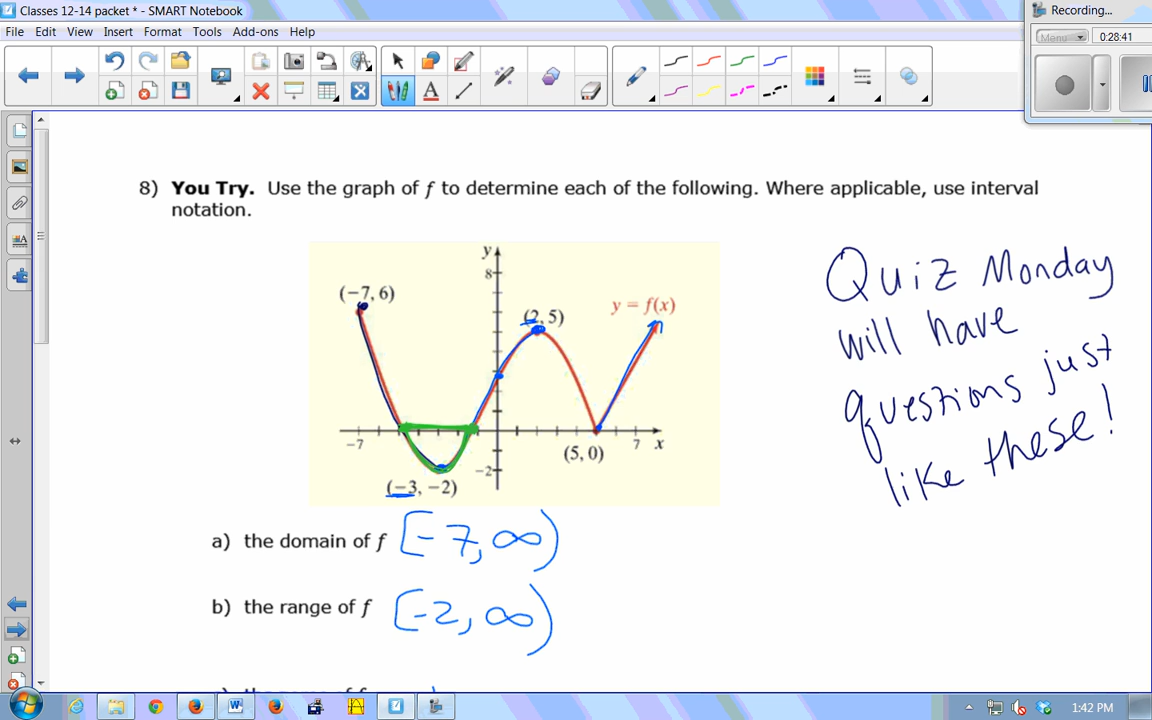 Classes 12-14 packet * - SMART Notebook
Recording...
File Edit View Insert Format Tools Add-ons Help
Menu 0:28:41
8) You Try. Use the graph of f to determine each of the following. Where applicable, use interval
notation.
y
8
(−7, 6)
(2, 5)
y = f(x)
−7
7 x
(5, 0)
−2
(−3, −2)
Quiz Monday
will have
questions just
like these!
a) the domain of f [-7, ∞)
b) the range of f [-2, ∞)
1:42 PM